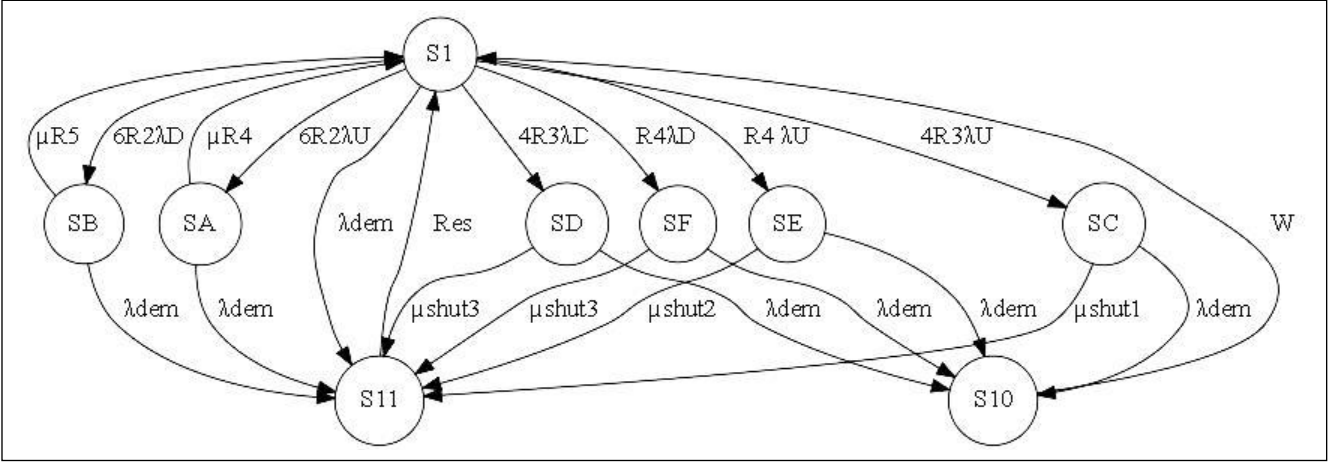 S1
μR5 6R2λD μR4 6R2λU 4R3λD R4λD R4 λU 4R3λU
SB SA λdem Res SD SF SE SC W
λdem λdem μshut3 μshut3 μshut2 λdem λdem λdem μshut1 λdem
S11 S10